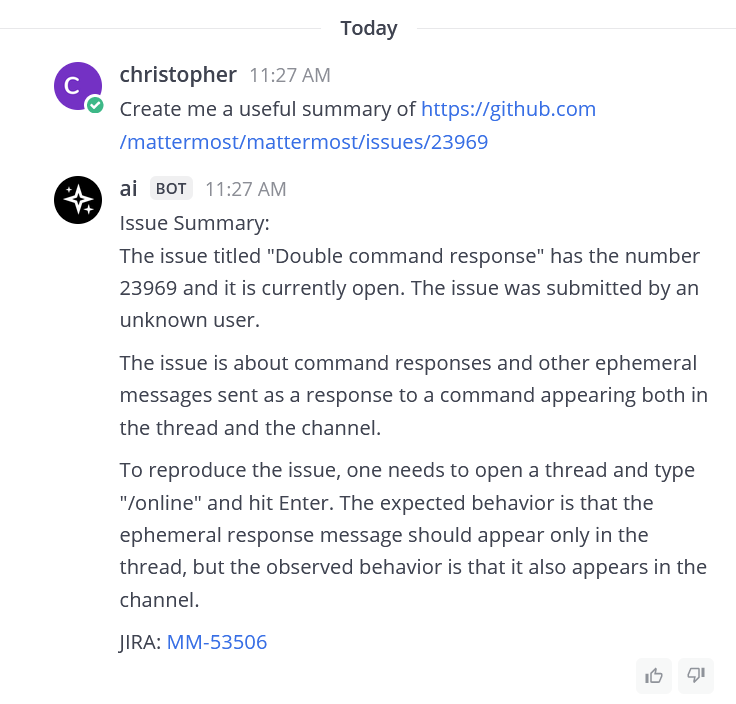 Today
C
christopher 11:27 AM
Create me a useful summary of https://github.com
/mattermost/mattermost/issues/23969
ai BOT 11:27 AM
Issue Summary:
The issue titled "Double command response" has the number
23969 and it is currently open. The issue was submitted by an
unknown user.
The issue is about command responses and other ephemeral
messages sent as a response to a command appearing both in
the thread and the channel.
To reproduce the issue, one needs to open a thread and type
"/online" and hit Enter. The expected behavior is that the
ephemeral response message should appear only in the
thread, but the observed behavior is that it also appears in the
channel.
JIRA: MM-53506